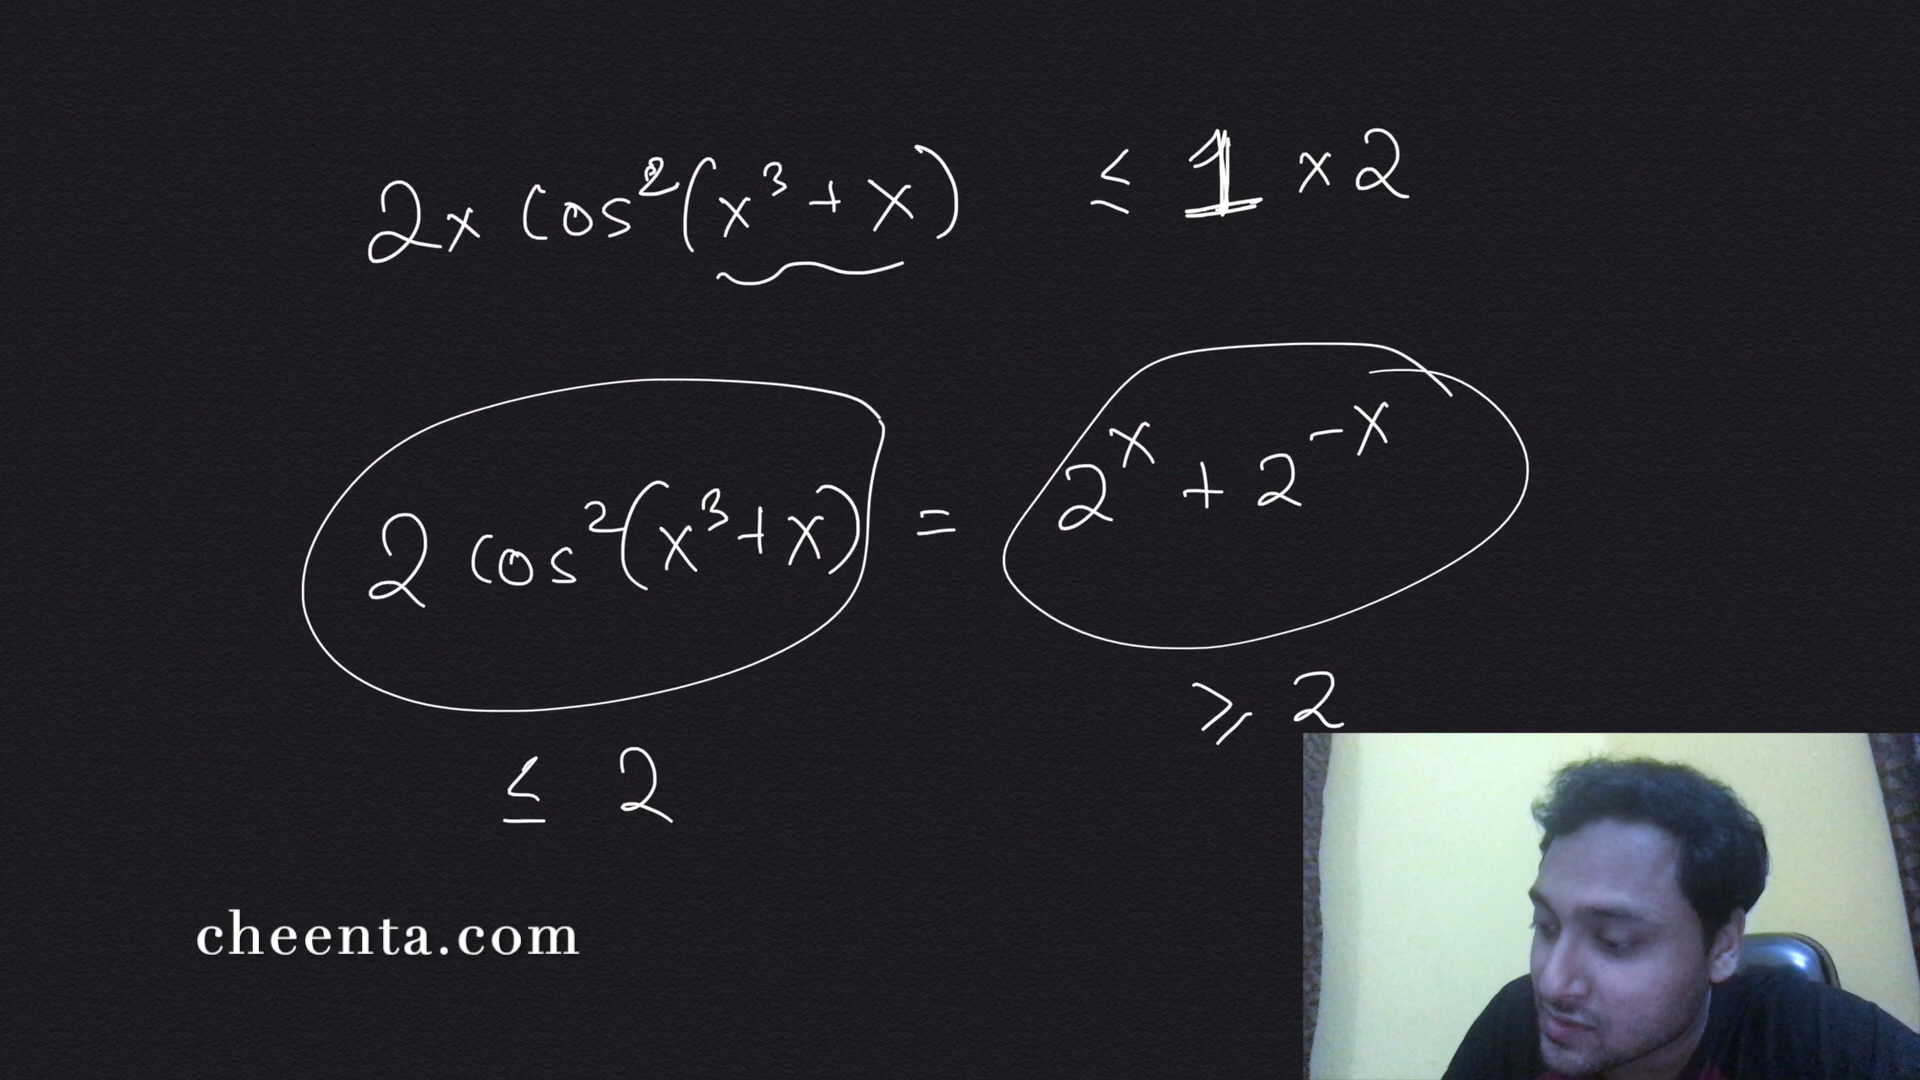 2 x cos²(x³ + x) ≤ 1 x 2
2 cos²(x³+x) = 2ˣ + 2⁻ˣ
≥ 2
≤ 2
cheenta.com